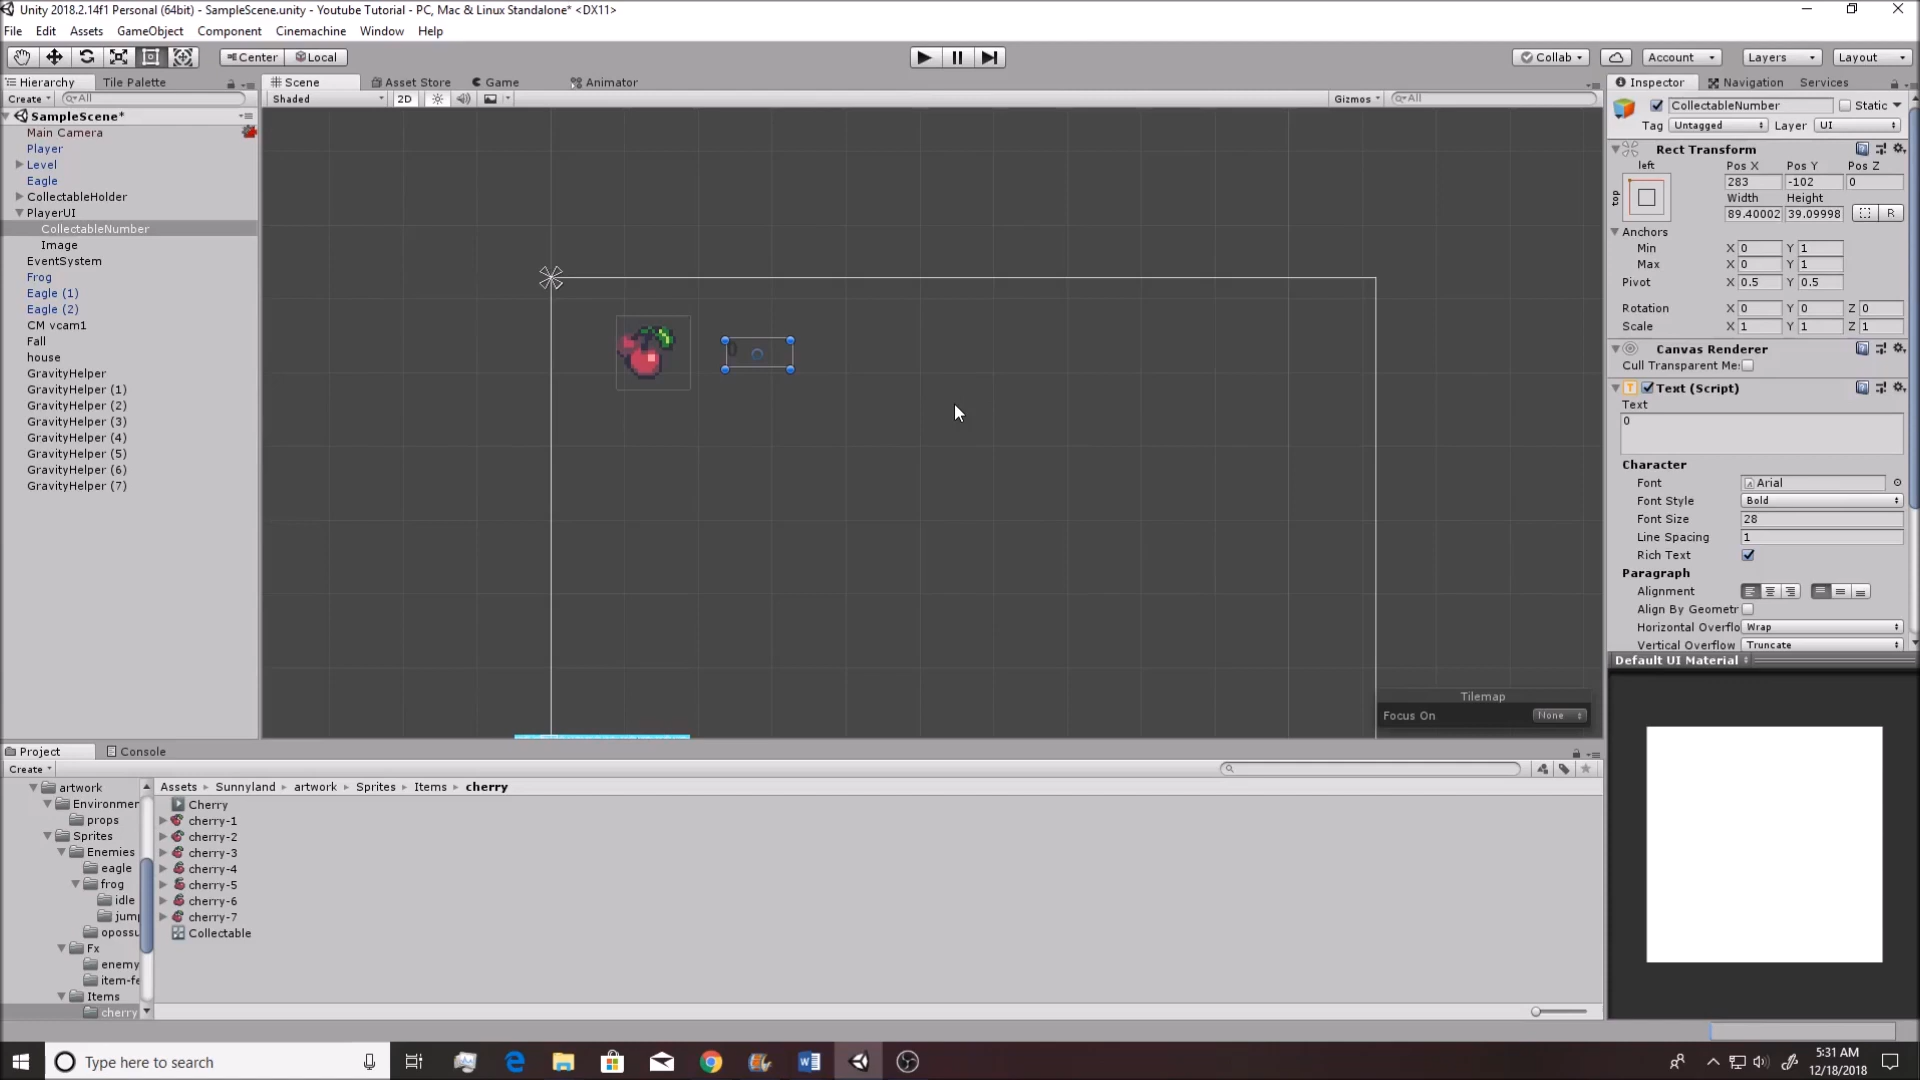 Unity 2018.2.14f1 Personal (64bit) - SampleScene.unity - Youtube Tutorial - PC, Mac & Linux Standalone* <DX11>
File Edit Assets GameObject Component Cinemachine Window Help
Center Local Collab Account Layers Layout
Hierarchy Tile Palette Scene Asset Store Game Animator Inspector Navigation Services
Create All Shaded 2D Gizmos All
SampleScene*
Main Camera
Player
Level
Eagle
CollectableHolder
PlayerUI
CollectableNumber
Image
EventSystem
Frog
Eagle (1)
Eagle (2)
CM vcam1
Fall
house
GravityHelper
GravityHelper (1)
GravityHelper (2)
GravityHelper (3)
GravityHelper (4)
GravityHelper (5)
GravityHelper (6)
GravityHelper (7)
0
Tilemap
Focus On None
CollectableNumber Static
Tag Untagged Layer UI
Rect Transform
left Pos X Pos Y Pos Z
top 283 -102 0
Width Height
89.40002 39.09998 R
Anchors
Min X 0 Y 1
Max X 0 Y 1
Pivot X 0.5 Y 0.5
Rotation X 0 Y 0 Z 0
Scale X 1 Y 1 Z 1
Canvas Renderer
Cull Transparent Me:
Text (Script)
Text
0
Character
Font Arial
Font Style Bold
Font Size 28
Line Spacing 1
Rich Text
Paragraph
Alignment
Align By Geometr
Horizontal Overflo Wrap
Vertical Overflow Truncate
Default UI Material
Project Console
Create
artwork
Environmer
props
Sprites
Enemies
eagle
frog
idle
jump
opossu
Fx
enemy
item-fe
Items
cherry
Assets Sunnyland artwork Sprites Items cherry
Cherry
cherry-1
cherry-2
cherry-3
cherry-4
cherry-5
cherry-6
cherry-7
Collectable
Type here to search
5:31 AM
12/18/2018